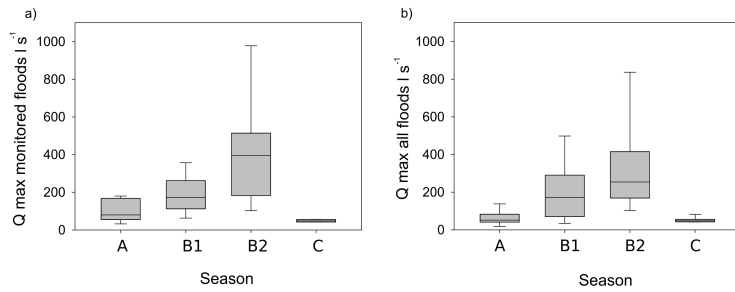 a)
Q max monitored floods l s⁻¹
1000
800
600
400
200
0
A B1 B2 C
Season
b)
Q max all floods l s⁻¹
1000
800
600
400
200
0
A B1 B2 C
Season